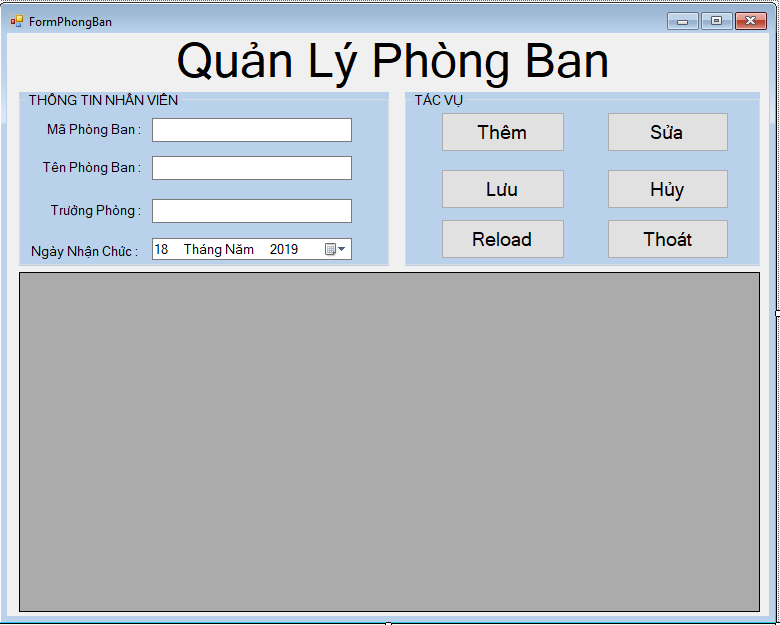 FormPhongBan
Quản Lý Phòng Ban
THÔNG TIN NHÂN VIÊN
Mã Phòng Ban :
Tên Phòng Ban :
Trưởng Phòng :
Ngày Nhận Chức : 18 Tháng Năm 2019
TÁC VỤ
Thêm Sửa
Lưu Hủy
Reload Thoát